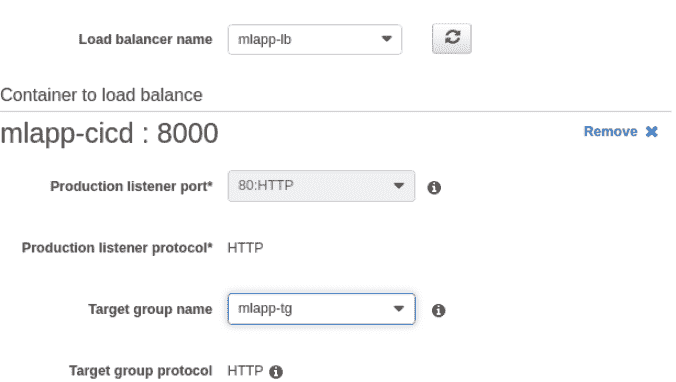 Load balancer name mlapp-lb
Container to load balance
mlapp-cicd : 8000 Remove ✖
Production listener port* 80:HTTP
Production listener protocol* HTTP
Target group name mlapp-tg
Target group protocol HTTP